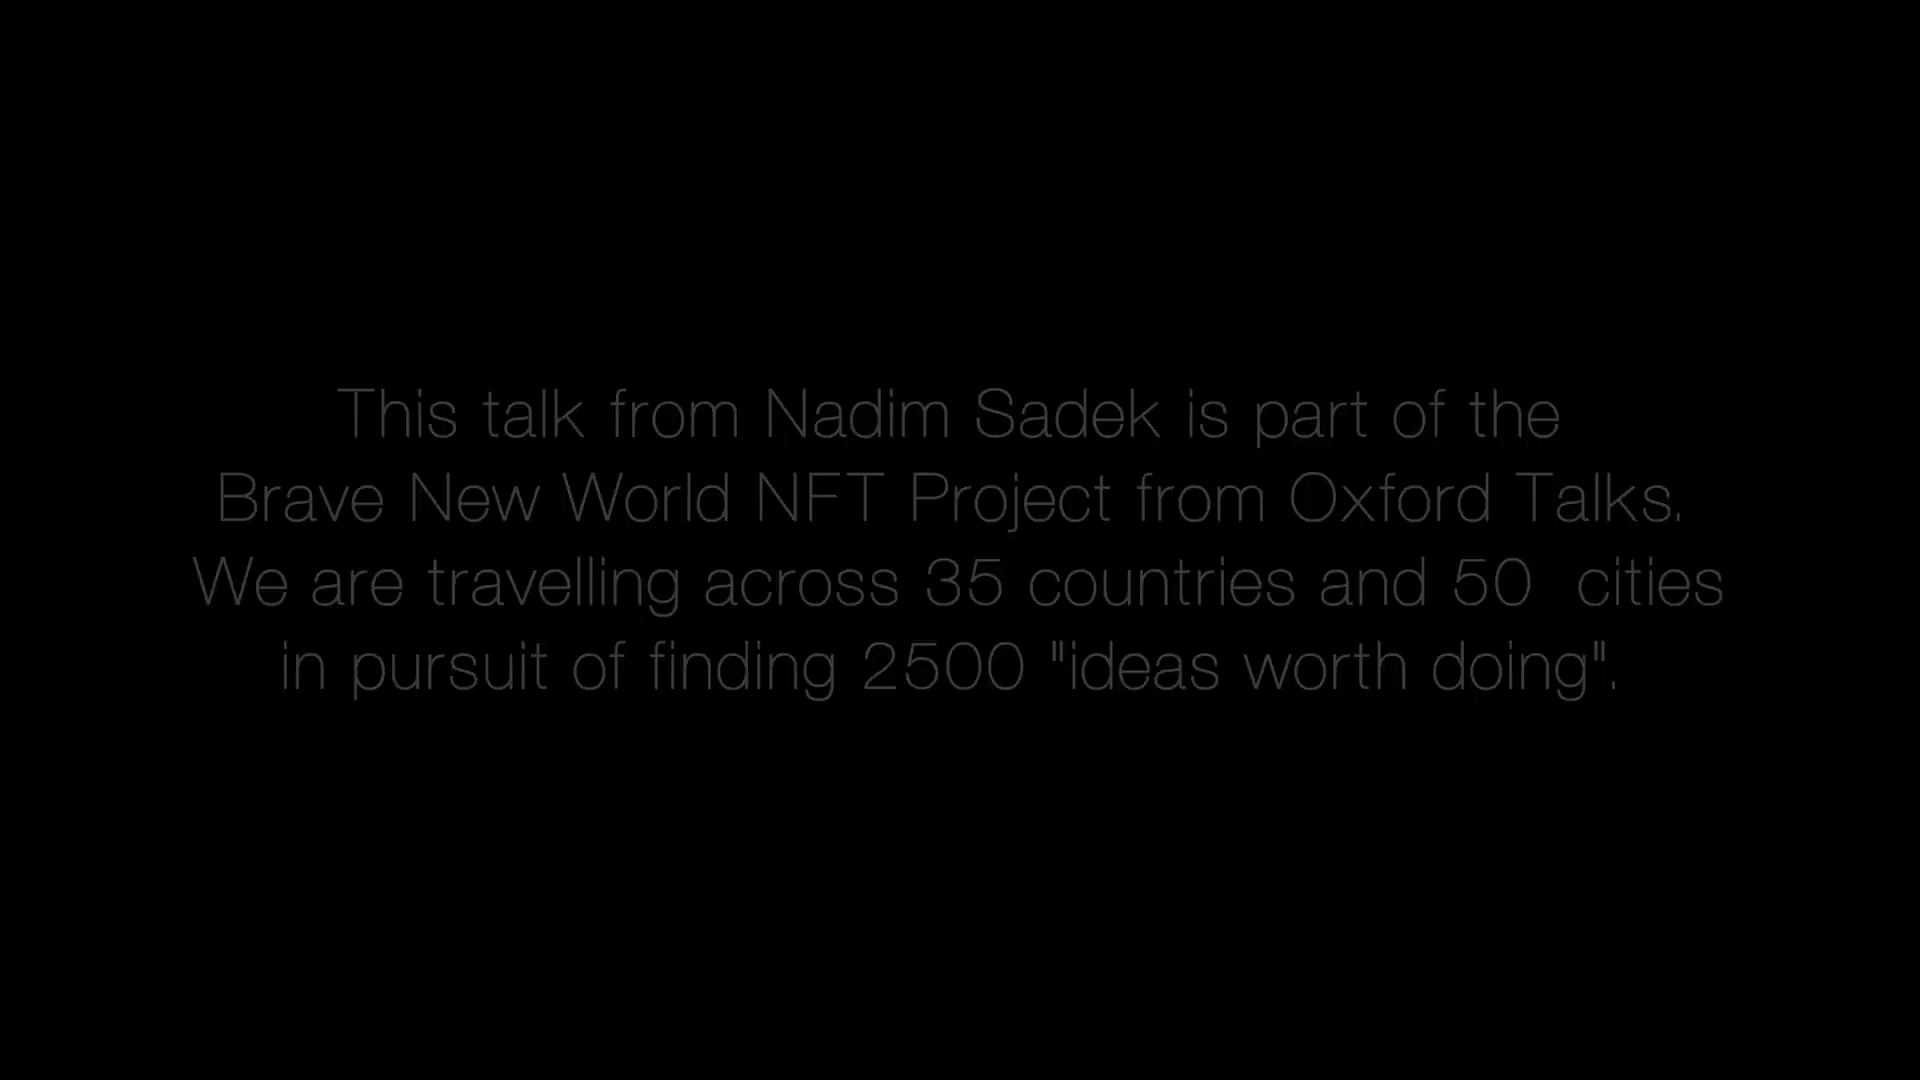 This talk from Nadim Sadek is part of the
Brave New World NFT Project from Oxford Talks.
We are travelling across 35 countries and 50 cities
in pursuit of finding 2500 "ideas worth doing".